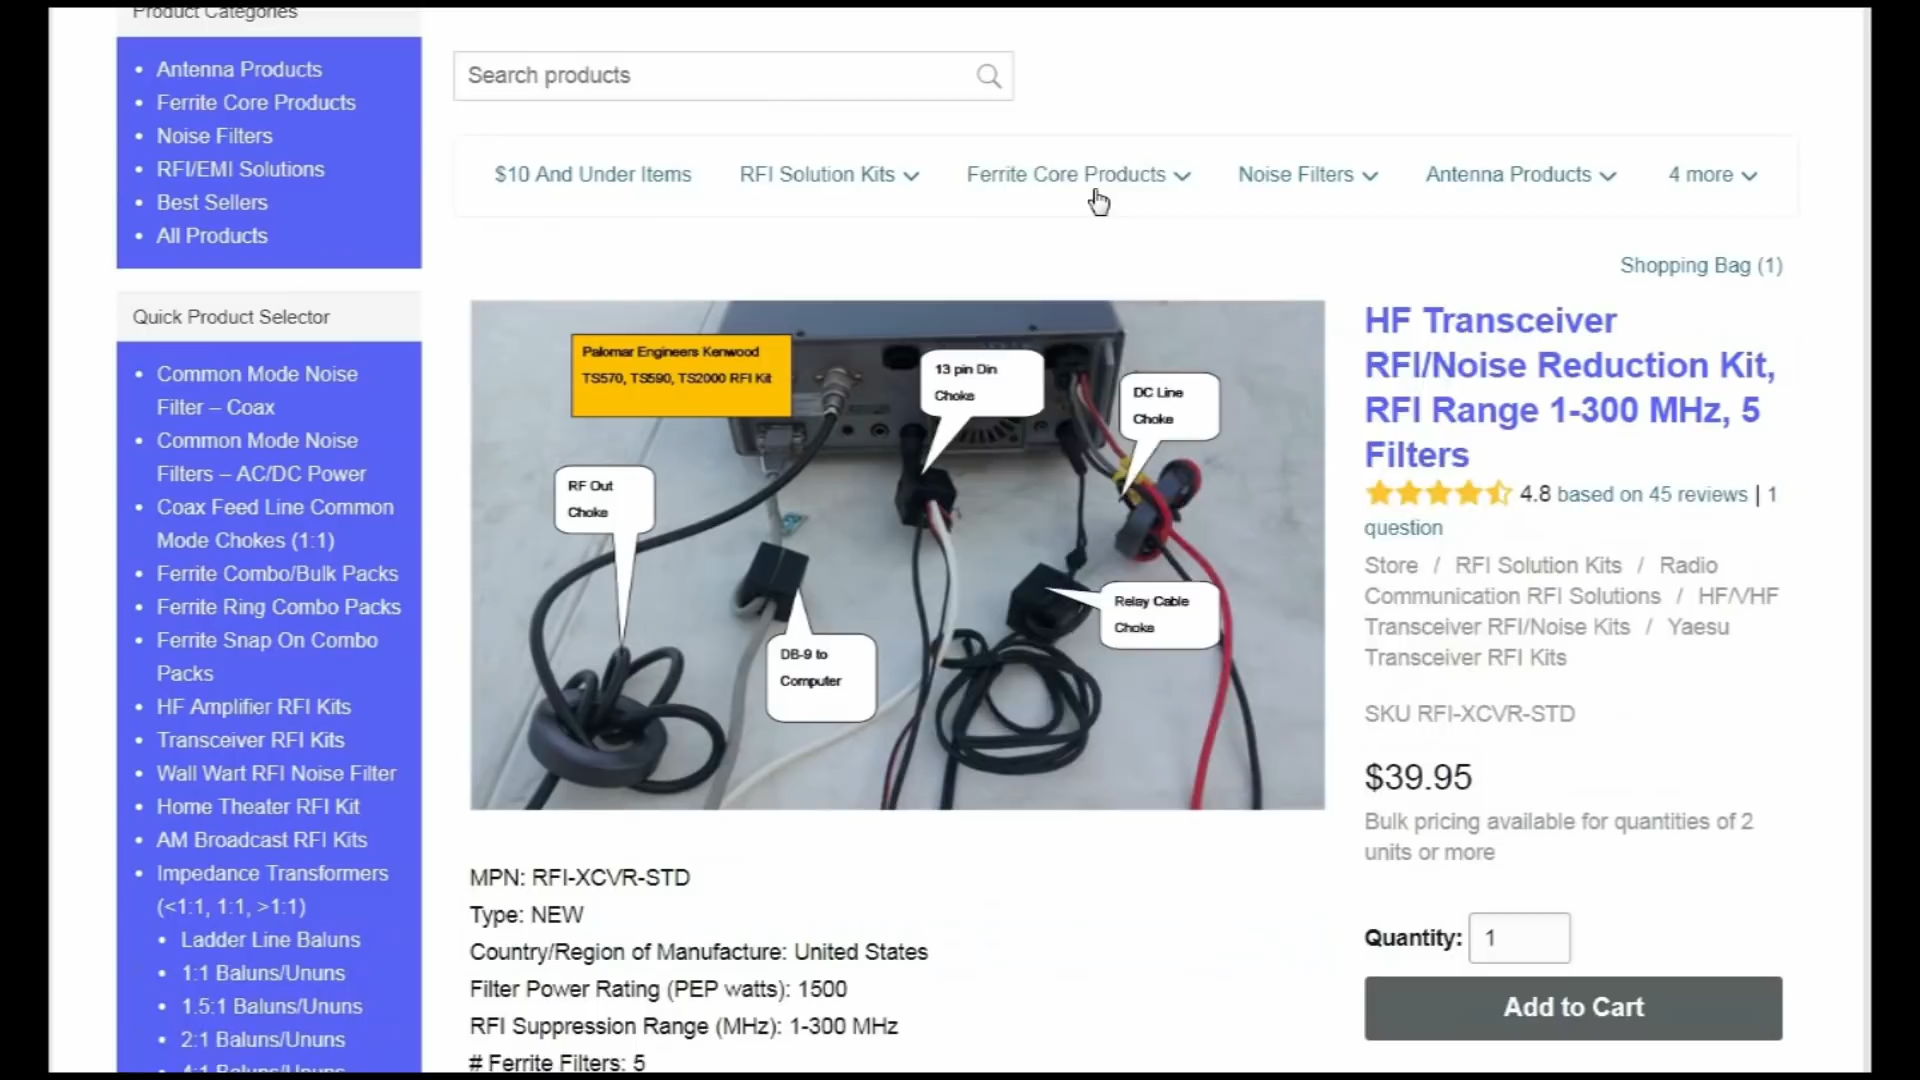 Product Categories
Antenna Products
Ferrite Core Products
Noise Filters
RFI/EMI Solutions
Best Sellers
All Products
Quick Product Selector
Common Mode Noise
Filter – Coax
Common Mode Noise
Filters – AC/DC Power
Coax Feed Line Common
Mode Chokes (1:1)
Ferrite Combo/Bulk Packs
Ferrite Ring Combo Packs
Ferrite Snap On Combo
Packs
HF Amplifier RFI Kits
Transceiver RFI Kits
Wall Wart RFI Noise Filter
Home Theater RFI Kit
AM Broadcast RFI Kits
Impedance Transformers
(<1:1, 1:1, >1:1)
Ladder Line Baluns
1:1 Baluns/Ununs
1.5:1 Baluns/Ununs
2:1 Baluns/Ununs
4:1 Baluns/Ununs
Search products
$10 And Under Items RFI Solution Kits Ferrite Core Products Noise Filters Antenna Products 4 more
Shopping Bag (1)
Palomar Engineers Kenwood
TS570, TS590, TS2000 RFI Kit
13 pin Din
Choke
DC Line
Choke
RF Out
Choke
Relay Cable
Choke
DB-9 to
Computer
MPN: RFI-XCVR-STD
Type: NEW
Country/Region of Manufacture: United States
Filter Power Rating (PEP watts): 1500
RFI Suppression Range (MHz): 1-300 MHz
# Ferrite Filters: 5
HF Transceiver
RFI/Noise Reduction Kit,
RFI Range 1-300 MHz, 5
Filters
4.8 based on 45 reviews | 1
question
Store / RFI Solution Kits / Radio
Communication RFI Solutions / HF/VHF
Transceiver RFI/Noise Kits / Yaesu
Transceiver RFI Kits
SKU RFI-XCVR-STD
$39.95
Bulk pricing available for quantities of 2
units or more
Quantity: 1
Add to Cart